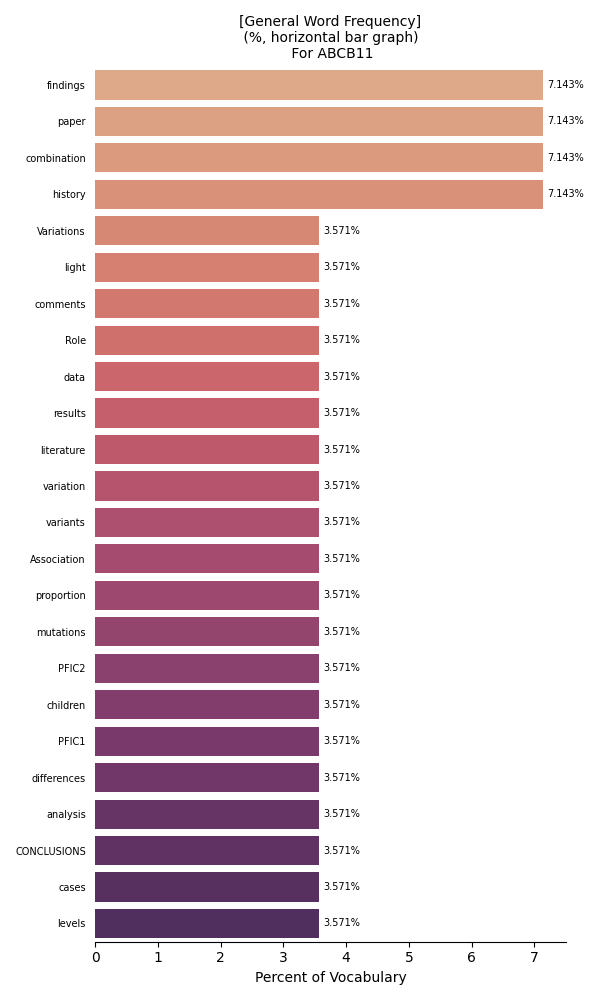 [General Word Frequency]
(%, horizontal bar graph)
For ABCB11
findings 7.143%
paper 7.143%
combination 7.143%
history 7.143%
Variations 3.571%
light 3.571%
comments 3.571%
Role 3.571%
data 3.571%
results 3.571%
literature 3.571%
variation 3.571%
variants 3.571%
Association 3.571%
proportion 3.571%
mutations 3.571%
PFIC2 3.571%
children 3.571%
PFIC1 3.571%
differences 3.571%
analysis 3.571%
CONCLUSIONS 3.571%
cases 3.571%
levels 3.571%
0 1 2 3 4 5 6 7
Percent of Vocabulary